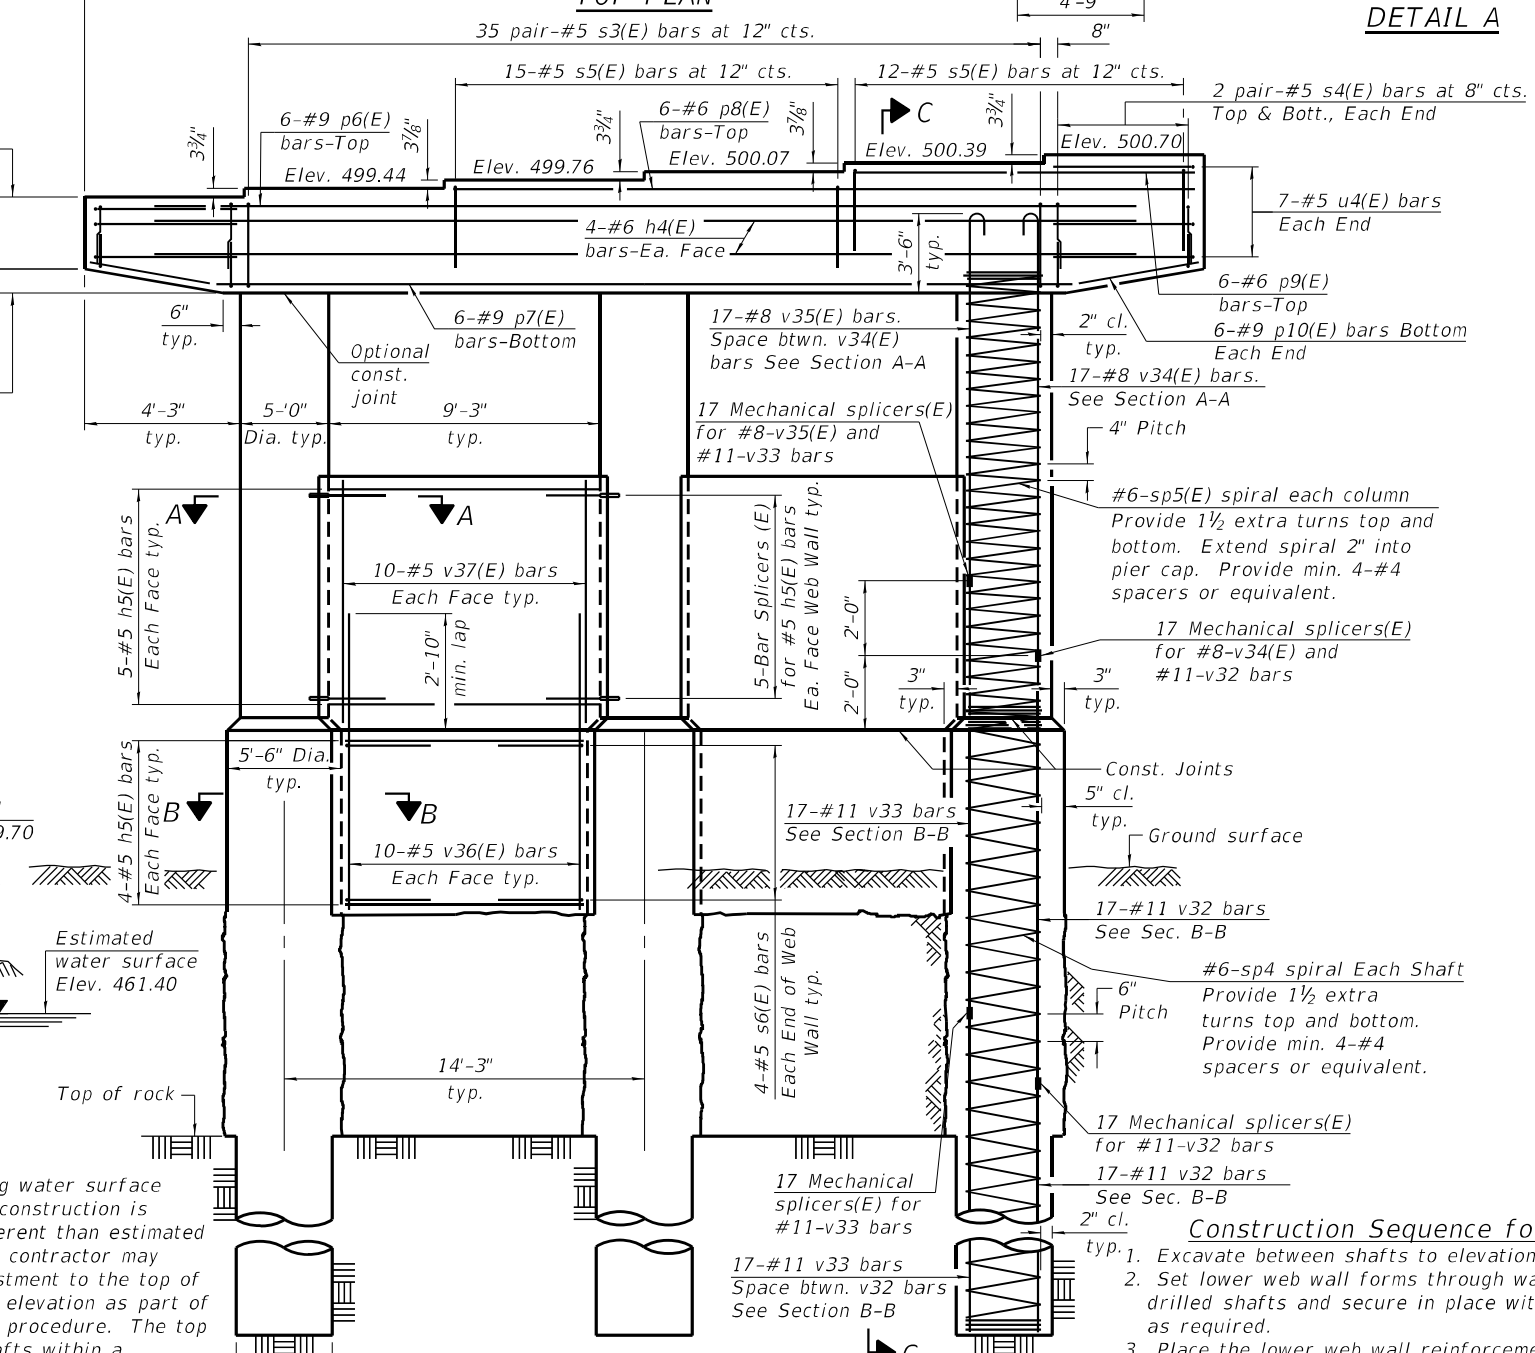 TOP PLAN
4'-9"
DETAIL A
35 pair-#5 s3(E) bars at 12" cts.
8"
15-#5 s5(E) bars at 12" cts.
12-#5 s5(E) bars at 12" cts.
2 pair-#5 s4(E) bars at 8" cts.
Top & Bott., Each End
3¾"
6-#9 p6(E)
bars-Top
3⅞"
3¾"
6-#6 p8(E)
bars-Top
3⅞"
C
3¾"
Elev. 499.44
Elev. 499.76
Elev. 500.07
Elev. 500.39
Elev. 500.70
7-#5 u4(E) bars
Each End
4-#6 h4(E)
bars-Ea. Face
3'-6"
typ.
6-#6 p9(E)
bars-Top
6"
typ.
6-#9 p7(E)
bars-Bottom
17-#8 v35(E) bars.
Space btwn. v34(E)
bars See Section A-A
2" cl.
typ.
6-#9 p10(E) bars Bottom
Each End
Optional
const.
joint
17-#8 v34(E) bars.
See Section A-A
4'-3"
typ.
5-'0"
Dia. typ.
9'-3"
typ.
17 Mechanical splicers(E)
for #8-v35(E) and
#11-v33 bars
4" Pitch
A
A
5-#5 h5(E) bars
Each Face typ.
5-Bar Splicers (E)
for #5 h5(E) bars
Ea. Face Web Wall typ.
#6-sp5(E) spiral each column
Provide 1½ extra turns top and
bottom. Extend spiral 2" into
pier cap. Provide min. 4-#4
spacers or equivalent.
10-#5 v37(E) bars
Each Face typ.
2'-10"
min. lap
2'-0"
2'-0"
17 Mechanical splicers(E)
for #8-v34(E) and
#11-v32 bars
3"
typ.
3"
typ.
4-#5 h5(E) bars
Each Face typ.
5'-6" Dia.
typ.
Const. Joints
5" cl.
typ.
B
B
17-#11 v33 bars
See Section B-B
9.70
Ground surface
10-#5 v36(E) bars
Each Face typ.
17-#11 v32 bars
See Sec. B-B
Estimated
water surface
Elev. 461.40
4-#5 s6(E) bars
Each End of Web
Wall typ.
#6-sp4 spiral Each Shaft
Provide 1½ extra
turns top and bottom.
Provide min. 4-#4
spacers or equivalent.
6"
Pitch
14'-3"
typ.
Top of rock
17 Mechanical splicers(E)
for #11-v32 bars
17 Mechanical
splicers(E) for
#11-v33 bars
17-#11 v32 bars
See Sec. B-B
2" cl.
typ.
17-#11 v33 bars
Space btwn. v32 bars
See Section B-B
g water surface
construction is
erent than estimated
contractor may
stment to the top of
elevation as part of
procedure. The top
afts within a
C
Construction Sequence fo
1. Excavate between shafts to elevation
2. Set lower web wall forms through wa
drilled shafts and secure in place wit
as required.
3. Place the lower web wall reinforceme